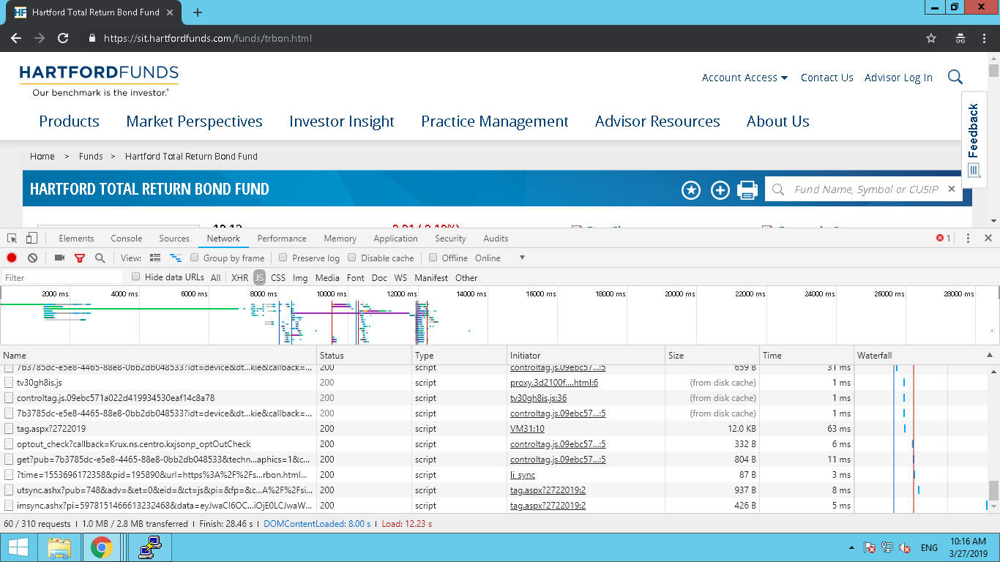 Hartford Total Return Bond Fund
https://sit.hartfordfunds.com/funds/trbon.html
HARTFORDFUNDS
Our benchmark is the investor.®
Account Access
Contact Us
Advisor Log In
Products
Market Perspectives
Investor Insight
Practice Management
Advisor Resources
About Us
Feedback
Home > Funds > Hartford Total Return Bond Fund
HARTFORD TOTAL RETURN BOND FUND
Fund Name, Symbol or CUSIP
Elements Console Sources Network Performance Memory Application Security Audits 1
View: Group by frame Preserve log Disable cache Offline Online
Filter Hide data URLs All XHR JS CSS Img Media Font Doc WS Manifest Other
2000 ms 4000 ms 6000 ms 8000 ms 10000 ms 12000 ms 14000 ms 16000 ms 18000 ms 20000 ms 22000 ms 24000 ms 26000 ms 28000 ms
Name Status Type Initiator Size Time Waterfall
7b3785dc-e5e8-4465-88e8-0bb2db048533?idt=device&dt...kie&callback=... 200 script controltag.js.09ebc57...:5 659 B 31 ms
tv30gh8is.js 200 script proxy.3d2100f....html:6 (from disk cache) 1 ms
controltag.js.09ebc571a022d419934530eaf14c8a78 200 script tv30gh8is.js:36 (from disk cache) 1 ms
7b3785dc-e5e8-4465-88e8-0bb2db048533?idt=device&dt...kie&callback=... 200 script controltag.js.09ebc57...:5 (from disk cache) 1 ms
tag.aspx?2722019 200 script VM31:10 12.0 KB 63 ms
optout_check?callback=Krux.ns.centro.kxjsonp_optOutCheck 200 script controltag.js.09ebc57...:5 332 B 6 ms
get?pub=7b3785dc-e5e8-4465-88e8-0bb2db048533&techn...aphics=1&c... 200 script controltag.js.09ebc57...:5 804 B 11 ms
?time=1553696172358&pid=195890&url=https%3A%2F%2Fs...rbon.html... 200 script li_sync 87 B 3 ms
utsync.ashx?pub=748&adv=&et=0&eid=&ct=js&pi=&fp=&c...A%2F%2Fsi... 200 script tag.aspx?2722019:2 937 B 8 ms
imsync.ashx?pi=5978151466613232468&data=eyJwaCI6OC...iOjE0LCJwaW... 200 script tag.aspx?2722019:2 426 B 5 ms
60 / 310 requests | 1.0 MB / 2.8 MB transferred | Finish: 28.46 s | DOMContentLoaded: 8.00 s | Load: 12.23 s
ENG
10:16 AM
3/27/2019